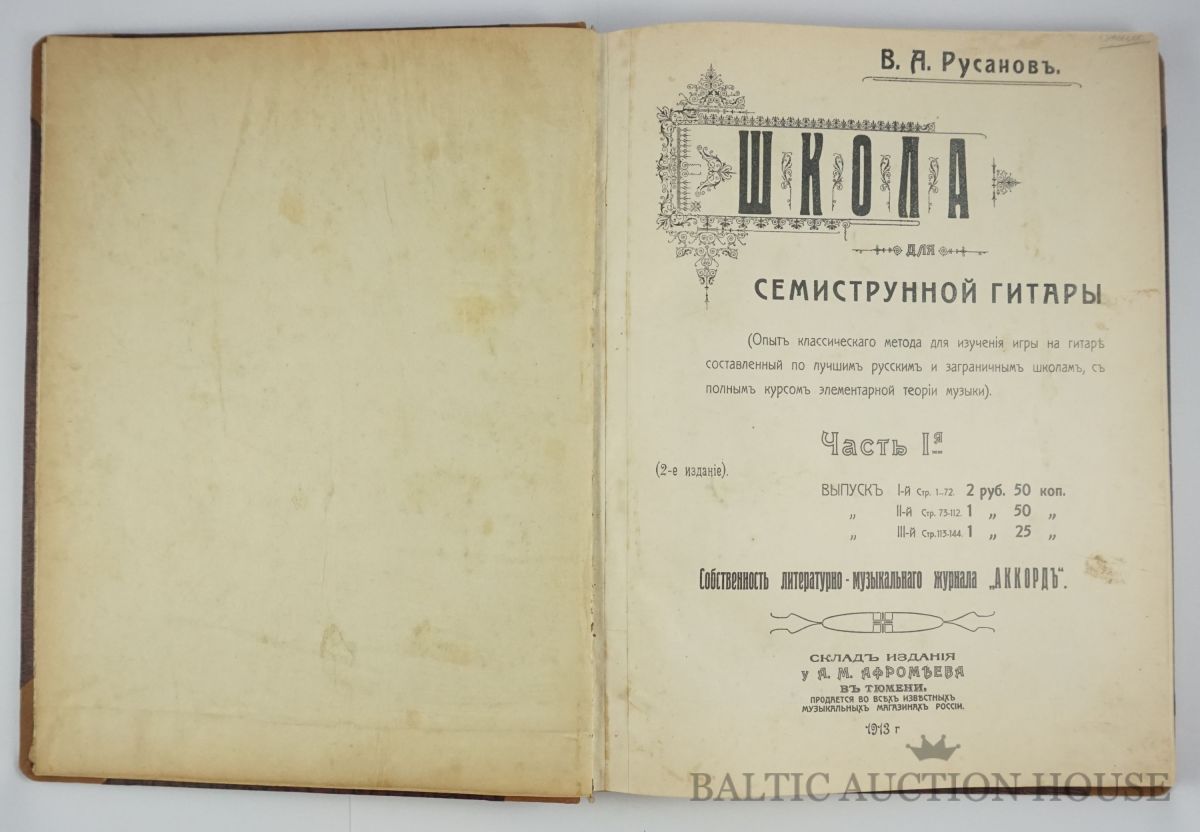 В. А. Русановъ.
ШКОЛА
ДЛЯ
СЕМИСТРУННОЙ ГИТАРЫ
(Опытъ классическаго метода для изученія игры на гитарѣ
составленный по лучшимъ русскимъ и заграничнымъ школамъ, съ
полнымъ курсомъ элементарной теоріи музыки).
Часть Iя
(2-е изданіе).
ВЫПУСКЪ I-й Стр. 1-72. 2 руб. 50 коп.
„ II-й Стр. 73-112. 1 „ 50 „
„ III-й Стр. 113-144. 1 „ 25 „
Собственность литературно-музыкальнаго журнала „АККОРДЪ“.
СКЛАДЪ ИЗДАНІЯ
У А. М. АФРОМѢЕВА
ВЪ ТЮМЕНИ.
ПРОДАЕТСЯ ВО ВСѢХЪ ИЗВѢСТНЫХЪ
МУЗЫКАЛЬНЫХЪ МАГАЗИНАХЪ РОССІИ.
1913 г
BALTIC AUCTION HOUSE